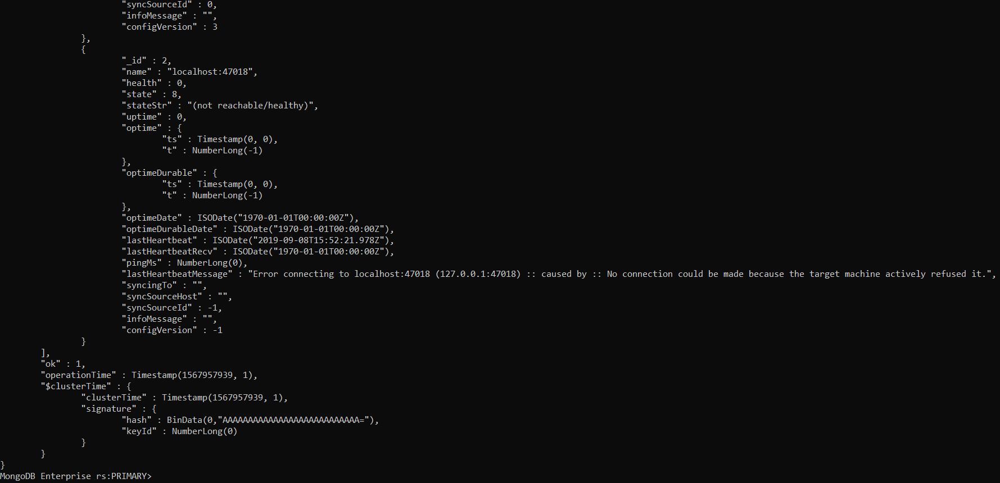 "syncSourceId" : 0,
"infoMessage" : "",
"configVersion" : 3
},
{
"_id" : 2,
"name" : "localhost:47018",
"health" : 0,
"state" : 8,
"stateStr" : "(not reachable/healthy)",
"uptime" : 0,
"optime" : {
"ts" : Timestamp(0, 0),
"t" : NumberLong(-1)
},
"optimeDurable" : {
"ts" : Timestamp(0, 0),
"t" : NumberLong(-1)
},
"optimeDate" : ISODate("1970-01-01T00:00:00Z"),
"optimeDurableDate" : ISODate("1970-01-01T00:00:00Z"),
"lastHeartbeat" : ISODate("2019-09-08T15:52:21.978Z"),
"lastHeartbeatRecv" : ISODate("1970-01-01T00:00:00Z"),
"pingMs" : NumberLong(0),
"lastHeartbeatMessage" : "Error connecting to localhost:47018 (127.0.0.1:47018) :: caused by :: No connection could be made because the target machine actively refused it.",
"syncingTo" : "",
"syncSourceHost" : "",
"syncSourceId" : -1,
"infoMessage" : "",
"configVersion" : -1
}
],
"ok" : 1,
"operationTime" : Timestamp(1567957939, 1),
"$clusterTime" : {
"clusterTime" : Timestamp(1567957939, 1),
"signature" : {
"hash" : BinData(0,"AAAAAAAAAAAAAAAAAAAAAAAAAAA="),
"keyId" : NumberLong(0)
}
}
}
MongoDB Enterprise rs:PRIMARY>